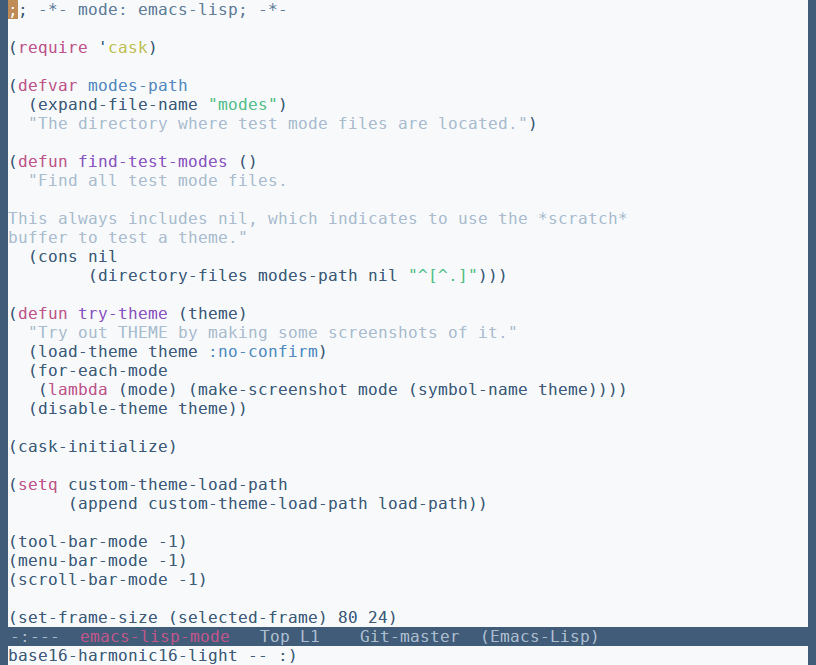 ;; -*- mode: emacs-lisp; -*-

(require 'cask)

(defvar modes-path
  (expand-file-name "modes")
  "The directory where test mode files are located.")

(defun find-test-modes ()
  "Find all test mode files.

This always includes nil, which indicates to use the *scratch*
buffer to test a theme."
  (cons nil
        (directory-files modes-path nil "^[^.]")))

(defun try-theme (theme)
  "Try out THEME by making some screenshots of it."
  (load-theme theme :no-confirm)
  (for-each-mode
   (lambda (mode) (make-screenshot mode (symbol-name theme))))
  (disable-theme theme))

(cask-initialize)

(setq custom-theme-load-path
      (append custom-theme-load-path load-path))

(tool-bar-mode -1)
(menu-bar-mode -1)
(scroll-bar-mode -1)

(set-frame-size (selected-frame) 80 24)
-:---  emacs-lisp-mode   Top L1    Git-master  (Emacs-Lisp)
base16-harmonic16-light -- :)